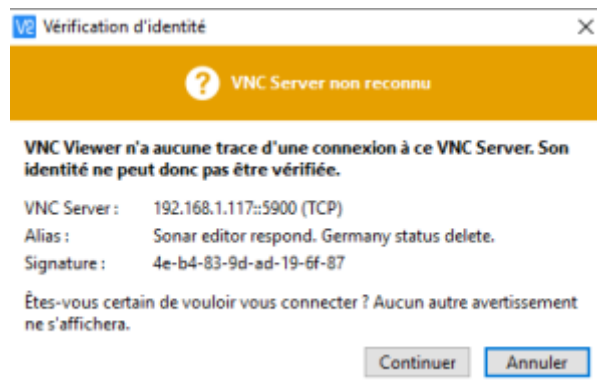 V2 Vérification d'identité
? VNC Server non reconnu
VNC Viewer n'a aucune trace d'une connexion à ce VNC Server. Son
identité ne peut donc pas être vérifiée.
VNC Server : 192.168.1.117::5900 (TCP)
Alias : Sonar editor respond. Germany status delete.
Signature : 4e-b4-83-9d-ad-19-6f-87
Êtes-vous certain de vouloir vous connecter ? Aucun autre avertissement
ne s'affichera.
Continuer Annuler